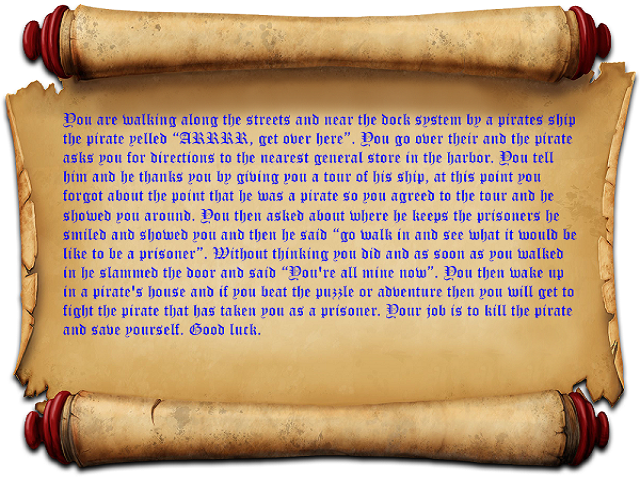 You are walking along the streets and near the dock system by a pirates ship
the pirate yelled “ARRRR, get over here”. You go over their and the pirate
asks you for directions to the nearest general store in the harbor. You tell
him and he thanks you by giving you a tour of his ship, at this point you
forgot about the point that he was a pirate so you agreed to the tour and he
showed you around. You then asked about where he keeps the prisoners he
smiled and showed you and then he said “go walk in and see what it would be
like to be a prisoner”. Without thinking you did and as soon as you walked
in he slammed the door and said “You're all mine now”. You then wake up
in a pirate's house and if you beat the puzzle or adventure then you will get to
fight the pirate that has taken you as a prisoner. Your job is to kill the pirate
and save yourself. Good luck.